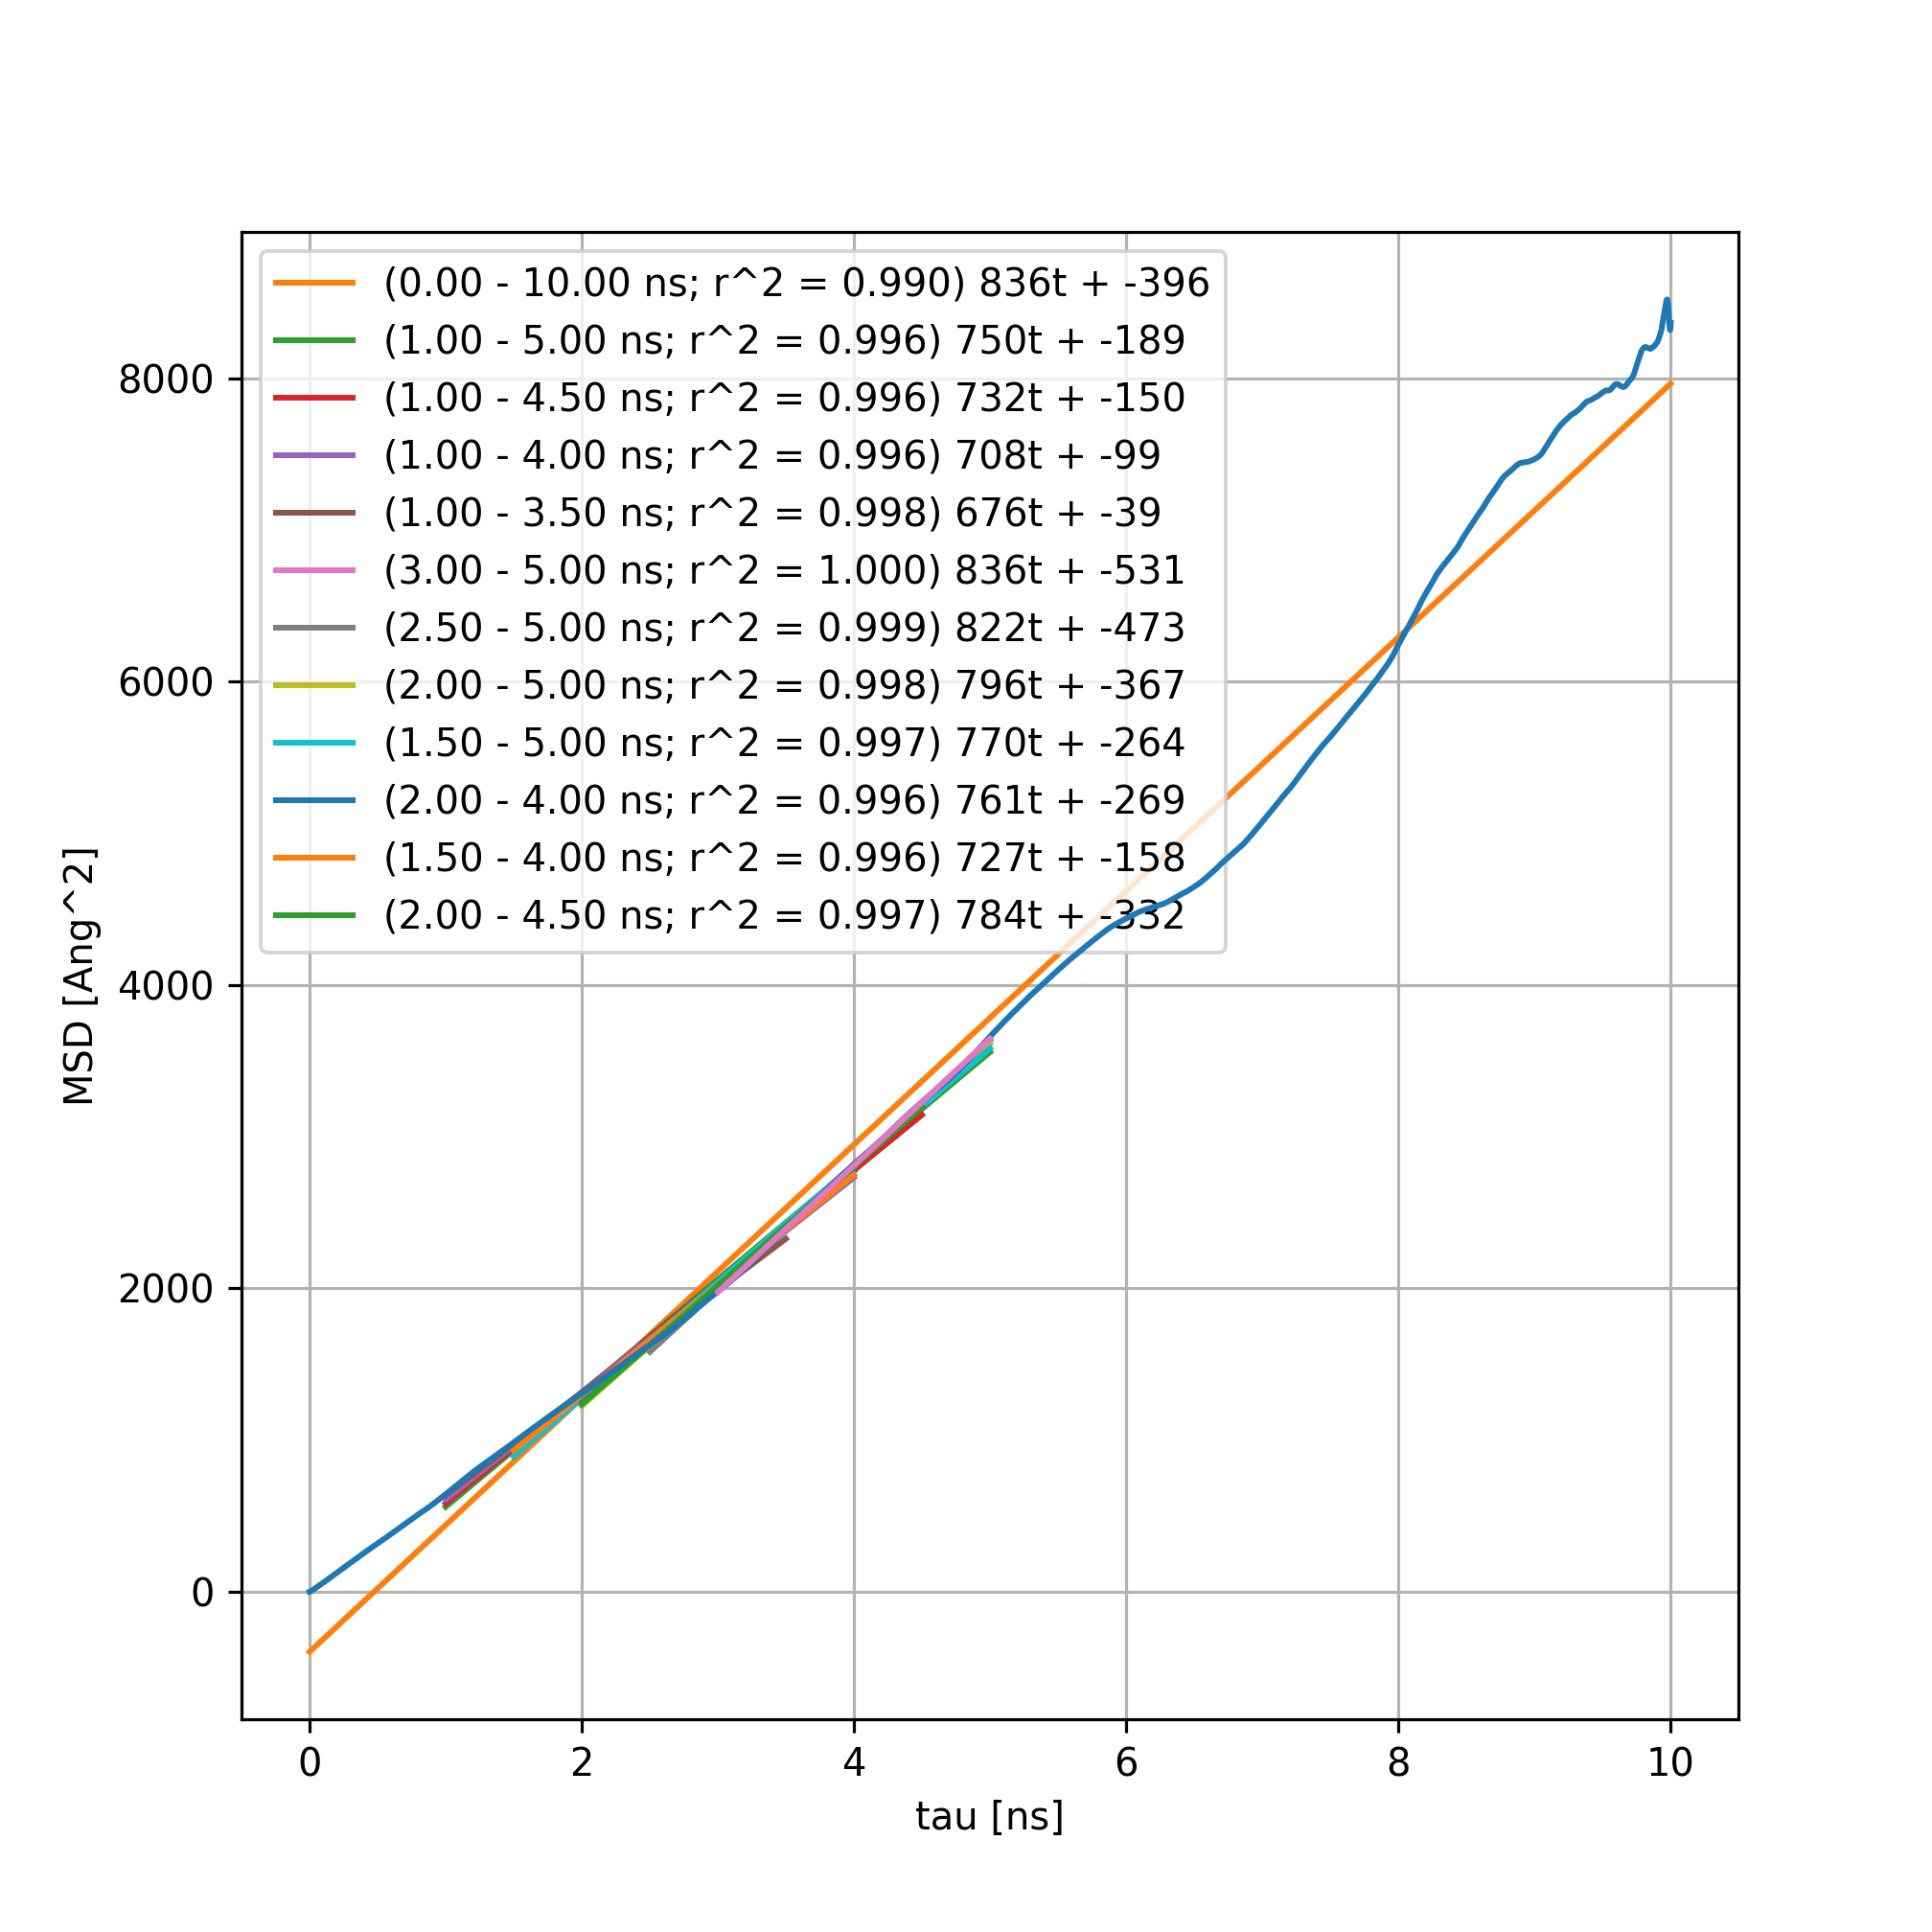 (0.00 - 10.00 ns; r^2 = 0.990) 836t + -396
(1.00 - 5.00 ns; r^2 = 0.996) 750t + -189
(1.00 - 4.50 ns; r^2 = 0.996) 732t + -150
(1.00 - 4.00 ns; r^2 = 0.996) 708t + -99
(1.00 - 3.50 ns; r^2 = 0.998) 676t + -39
(3.00 - 5.00 ns; r^2 = 1.000) 836t + -531
(2.50 - 5.00 ns; r^2 = 0.999) 822t + -473
(2.00 - 5.00 ns; r^2 = 0.998) 796t + -367
(1.50 - 5.00 ns; r^2 = 0.997) 770t + -264
(2.00 - 4.00 ns; r^2 = 0.996) 761t + -269
(1.50 - 4.00 ns; r^2 = 0.996) 727t + -158
(2.00 - 4.50 ns; r^2 = 0.997) 784t + -332
8000
6000
4000
2000
0
MSD [Ang^2]
0 2 4 6 8 10
tau [ns]